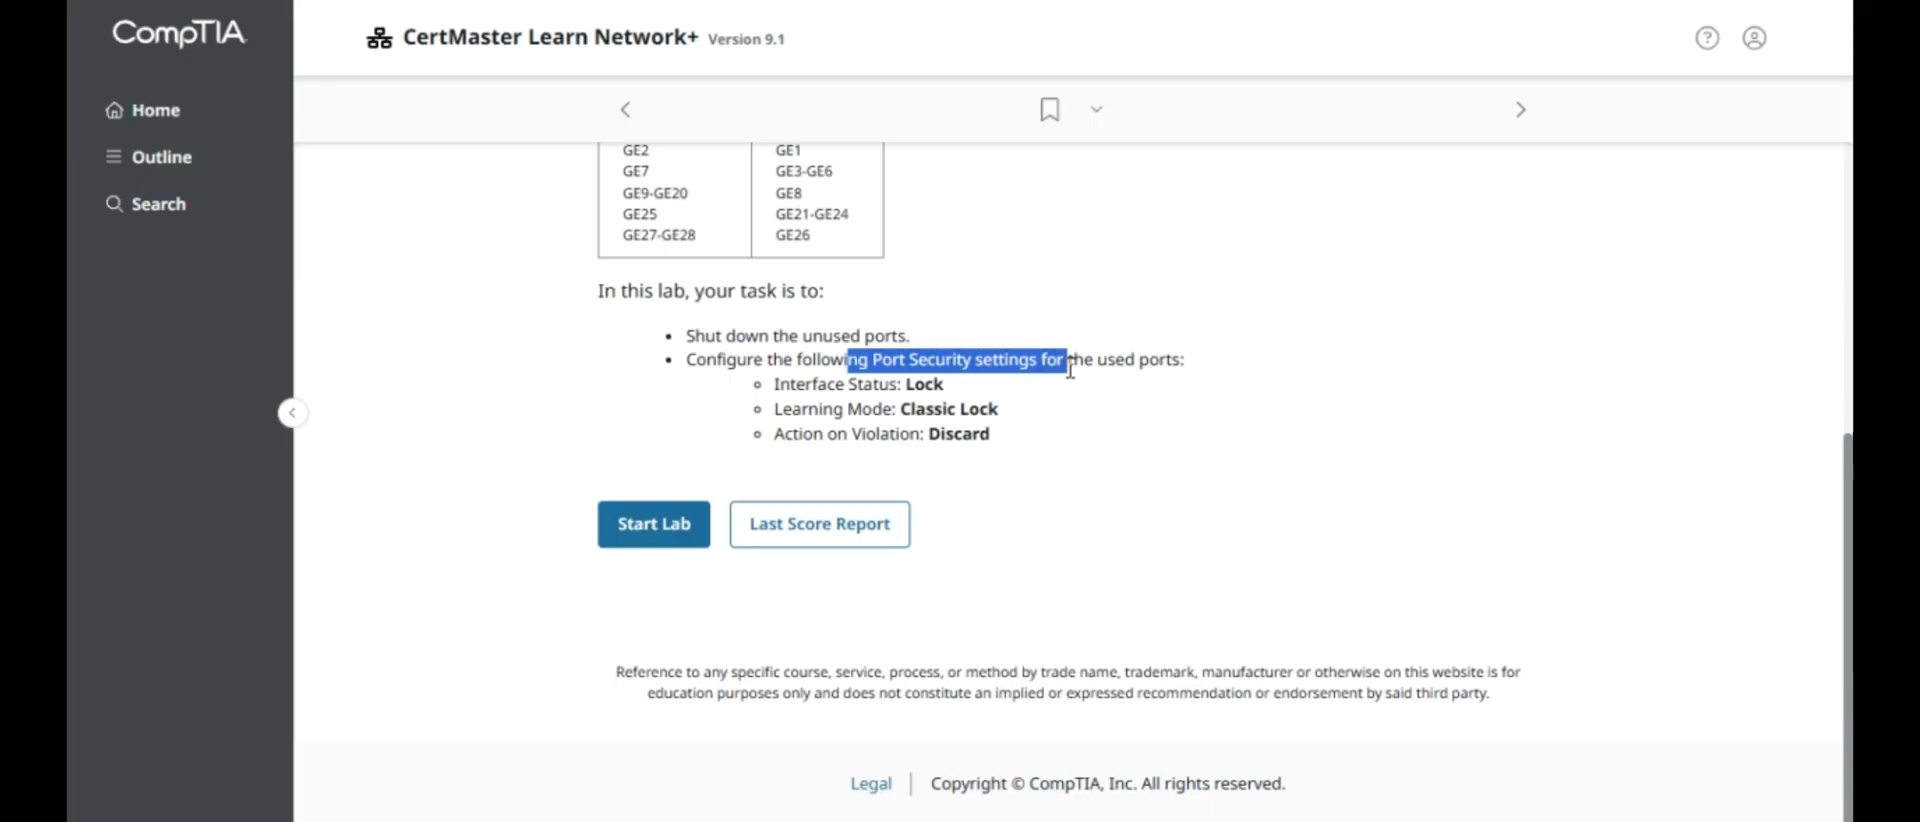 CompTIA
CertMaster Learn Network+ Version 9.1
Home
Outline
Search
GE2 GE1
GE7 GE3-GE6
GE9-GE20 GE8
GE25 GE21-GE24
GE27-GE28 GE26
In this lab, your task is to:
• Shut down the unused ports.
• Configure the following Port Security settings for the used ports:
○ Interface Status: Lock
○ Learning Mode: Classic Lock
○ Action on Violation: Discard
Start Lab Last Score Report
Reference to any specific course, service, process, or method by trade name, trademark, manufacturer or otherwise on this website is for
education purposes only and does not constitute an implied or expressed recommendation or endorsement by said third party.
Legal | Copyright © CompTIA, Inc. All rights reserved.